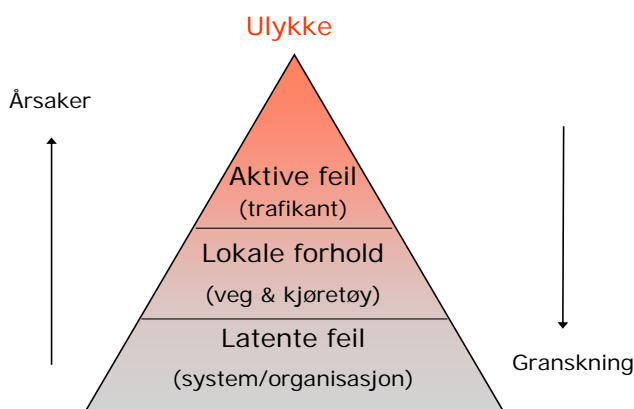 Ulykke
Årsaker
Aktive feil
(trafikant)
Lokale forhold
(veg & kjøretøy)
Latente feil
(system/organisasjon)
Granskning